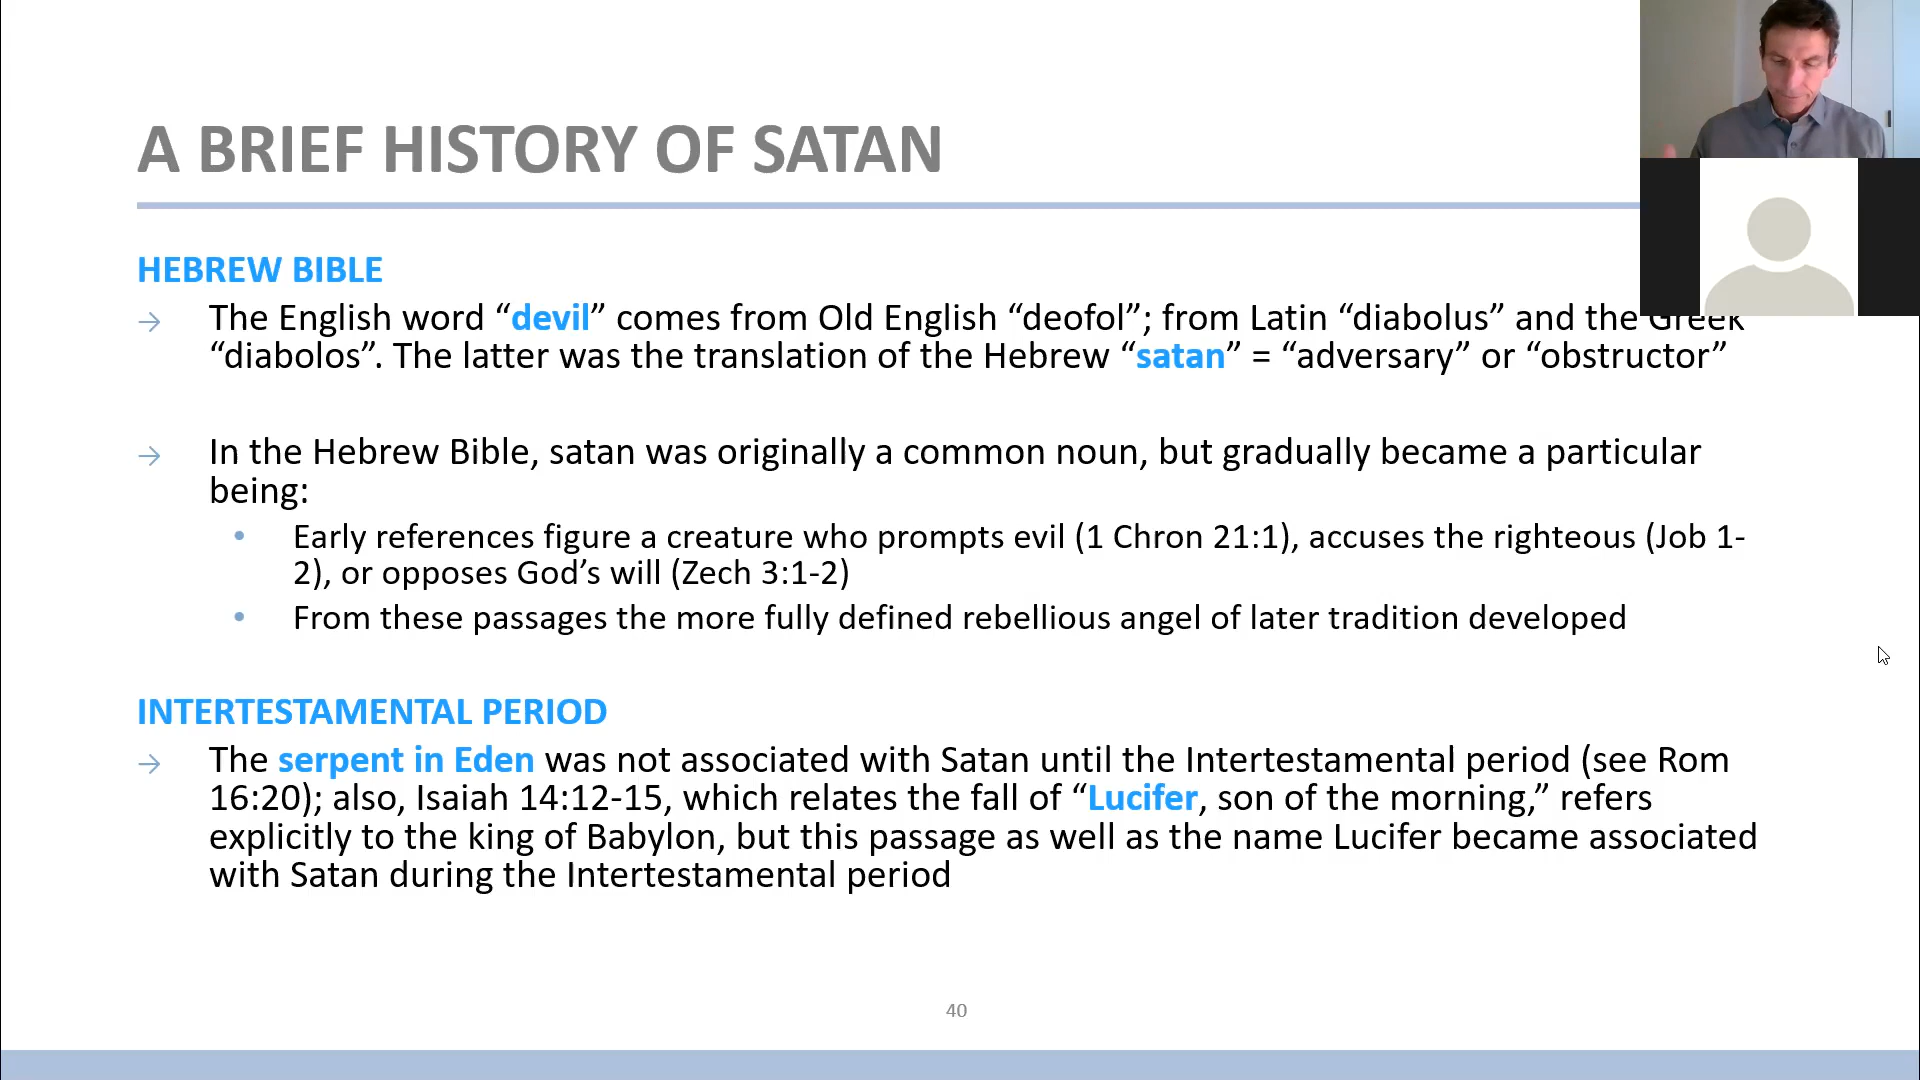 A BRIEF HISTORY OF SATAN
HEBREW BIBLE
→ The English word “devil” comes from Old English “deofol”; from Latin “diabolus” and the Greek
“diabolos”. The latter was the translation of the Hebrew “satan” = “adversary” or “obstructor”
→ In the Hebrew Bible, satan was originally a common noun, but gradually became a particular
being:
• Early references figure a creature who prompts evil (1 Chron 21:1), accuses the righteous (Job 1-
2), or opposes God’s will (Zech 3:1-2)
• From these passages the more fully defined rebellious angel of later tradition developed
INTERTESTAMENTAL PERIOD
→ The serpent in Eden was not associated with Satan until the Intertestamental period (see Rom
16:20); also, Isaiah 14:12-15, which relates the fall of “Lucifer, son of the morning,” refers
explicitly to the king of Babylon, but this passage as well as the name Lucifer became associated
with Satan during the Intertestamental period
40